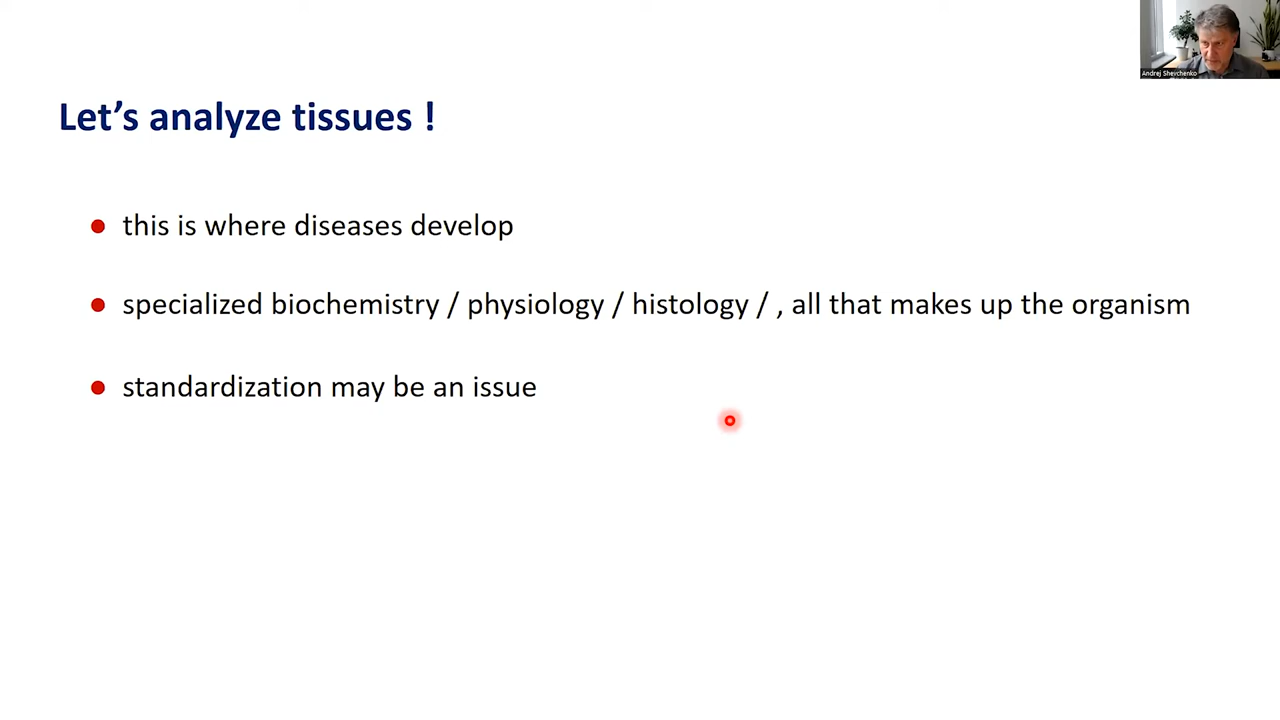 Andrej Shevchenko
Let's analyze tissues !
this is where diseases develop
specialized biochemistry / physiology / histology / , all that makes up the organism
standardization may be an issue